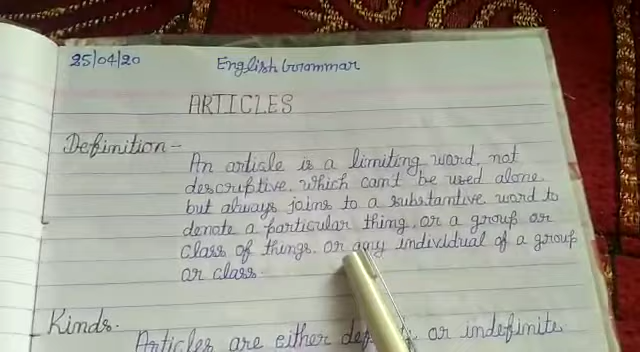 25/04/20
English Grammar
ARTICLES
Definition-
An article is a limiting word, not
descriptive, which can't be used alone,
but always joins to a substantive word to
denote a particular thing, or a group or
class of things, or any individual of a group
or class.
Kinds.
Articles are either or indefinite